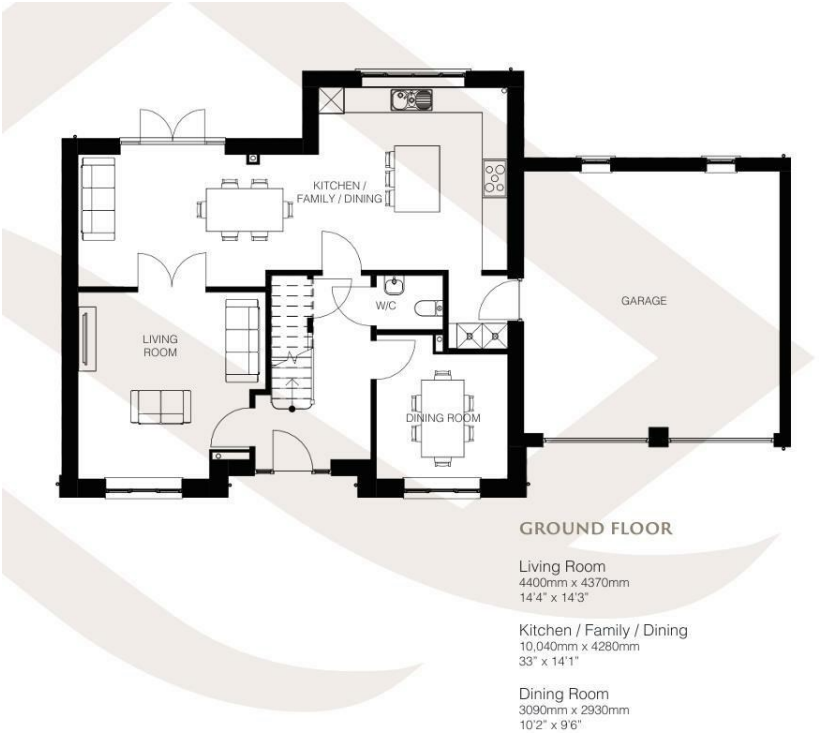 KITCHEN /
FAMILY / DINING
W/C
GARAGE
LIVING
ROOM
DINING ROOM
GROUND FLOOR
Living Room
4400mm x 4370mm
14'4" x 14'3"
Kitchen / Family / Dining
10,040mm x 4280mm
33" x 14'1"
Dining Room
3090mm x 2930mm
10'2" x 9'6"